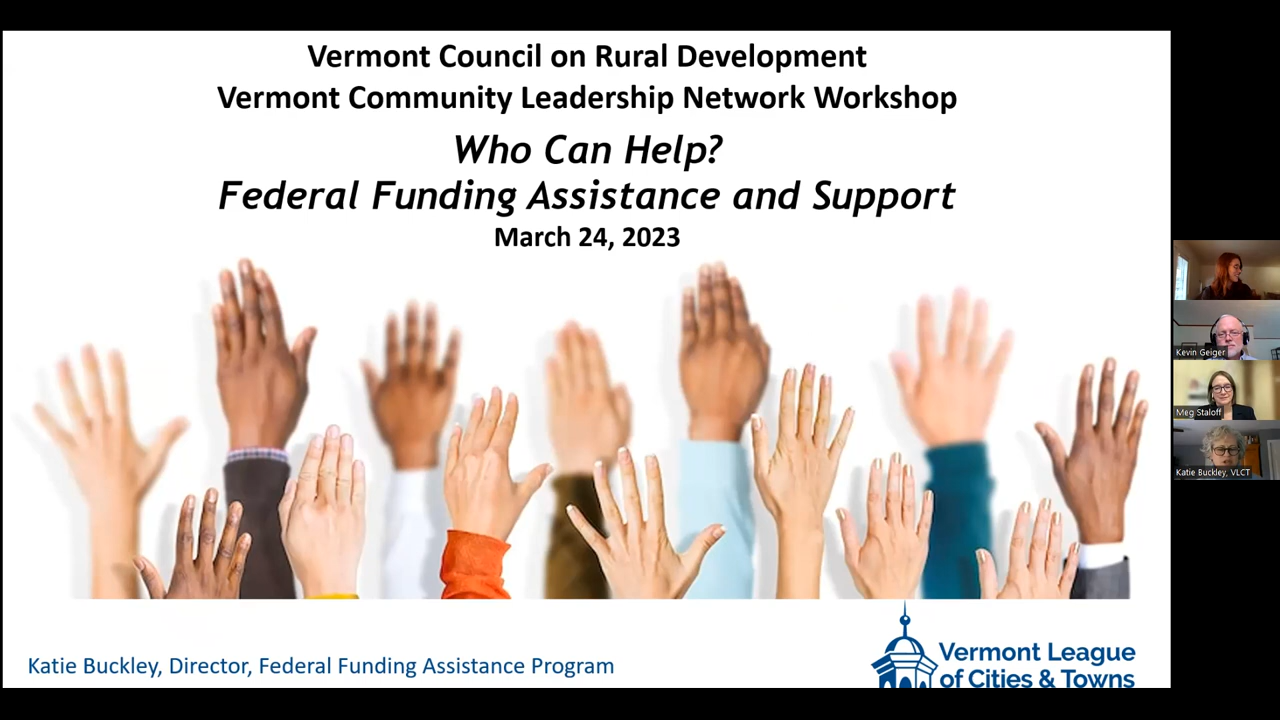 Vermont Council on Rural Development
Vermont Community Leadership Network Workshop
Who Can Help?
Federal Funding Assistance and Support
March 24, 2023
Katie Buckley, Director, Federal Funding Assistance Program
Vermont League
of Cities & Towns
Kevin Geiger
Meg Staloff
Katie Buckley, VLCT